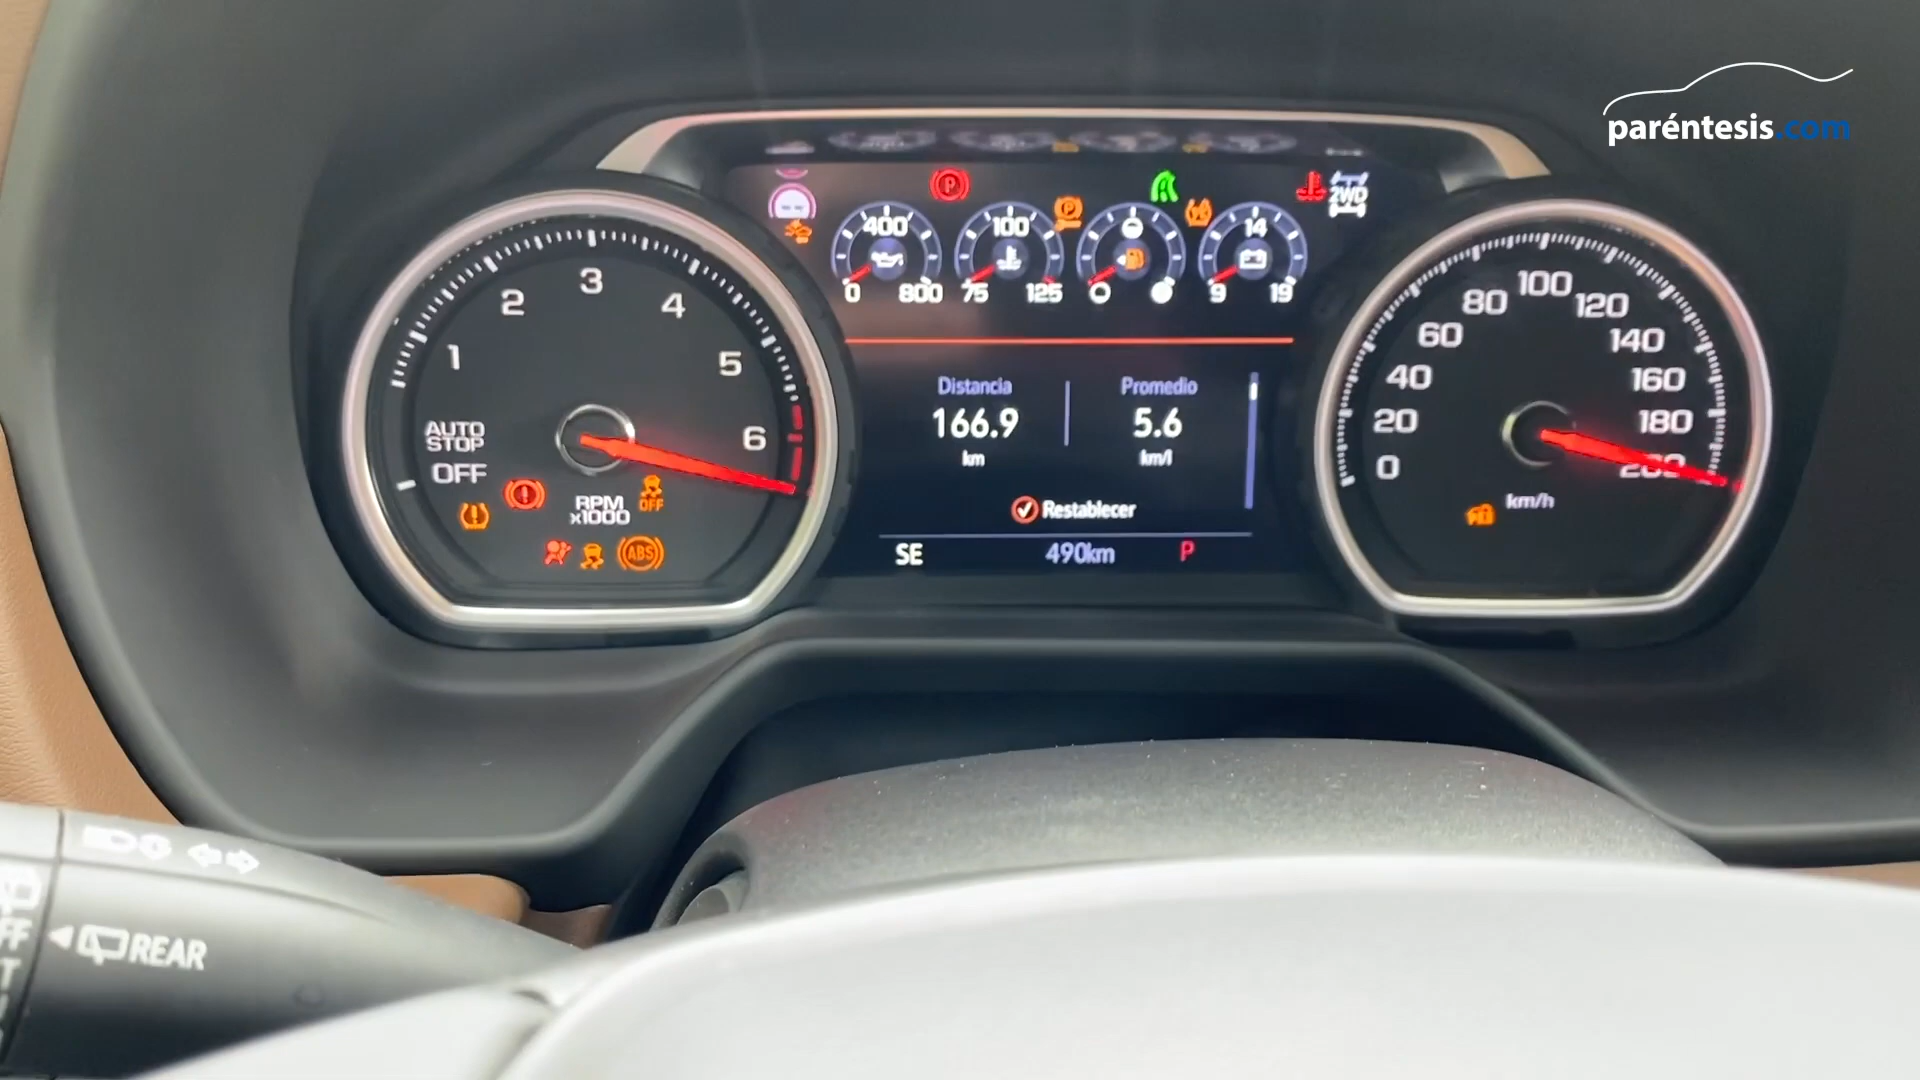 paréntesis.com
P
P
2WD
400
0
800
100
75
125
14
9
19
1
2
3
4
5
6
AUTO
STOP
OFF
RPM
x1000
OFF
ABS
Distancia
166.9
km
Promedio
5.6
km/l
Restablecer
SE
490km
P
0
20
40
60
80
100
120
140
160
180
200
km/h
REAR